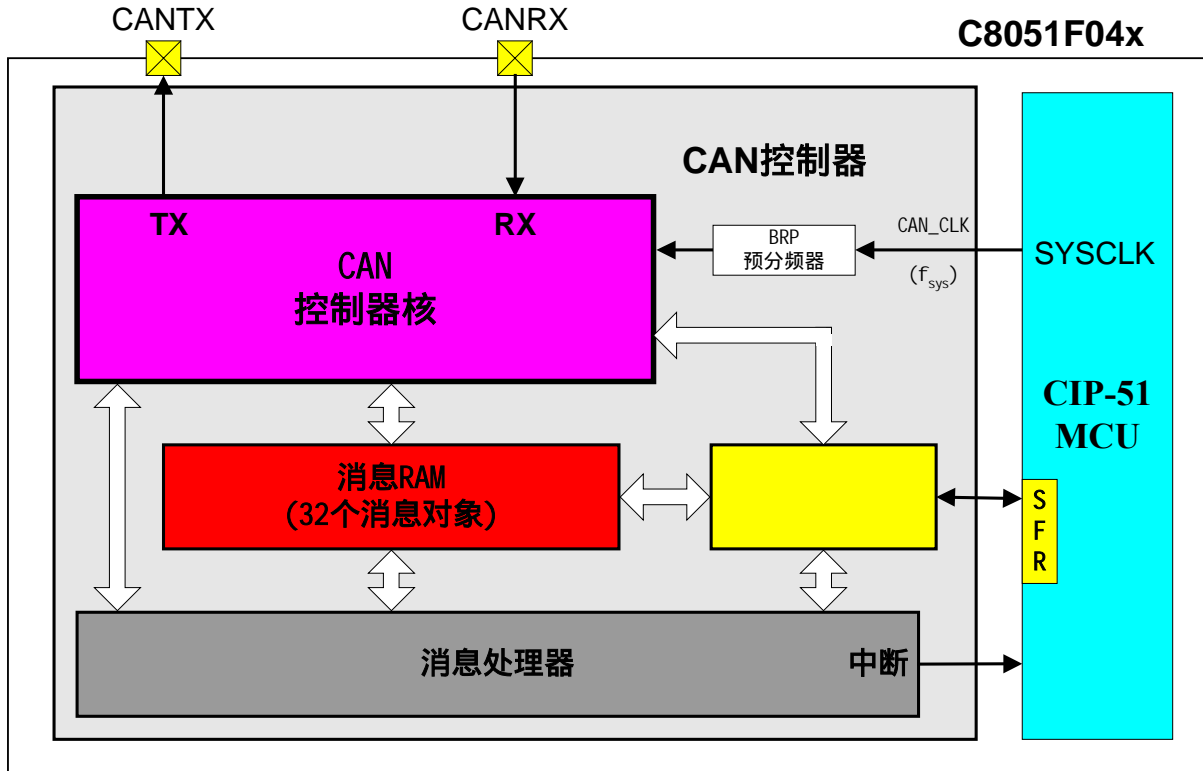 CANTX
CANRX
C8051F04x
CAN控制器
TX
RX
CAN
控制器核
BRP
预分频器
CAN_CLK
(fsys)
SYSCLK
CIP-51
MCU
消息RAM
(32个消息对象)
S
F
R
消息处理器
中断